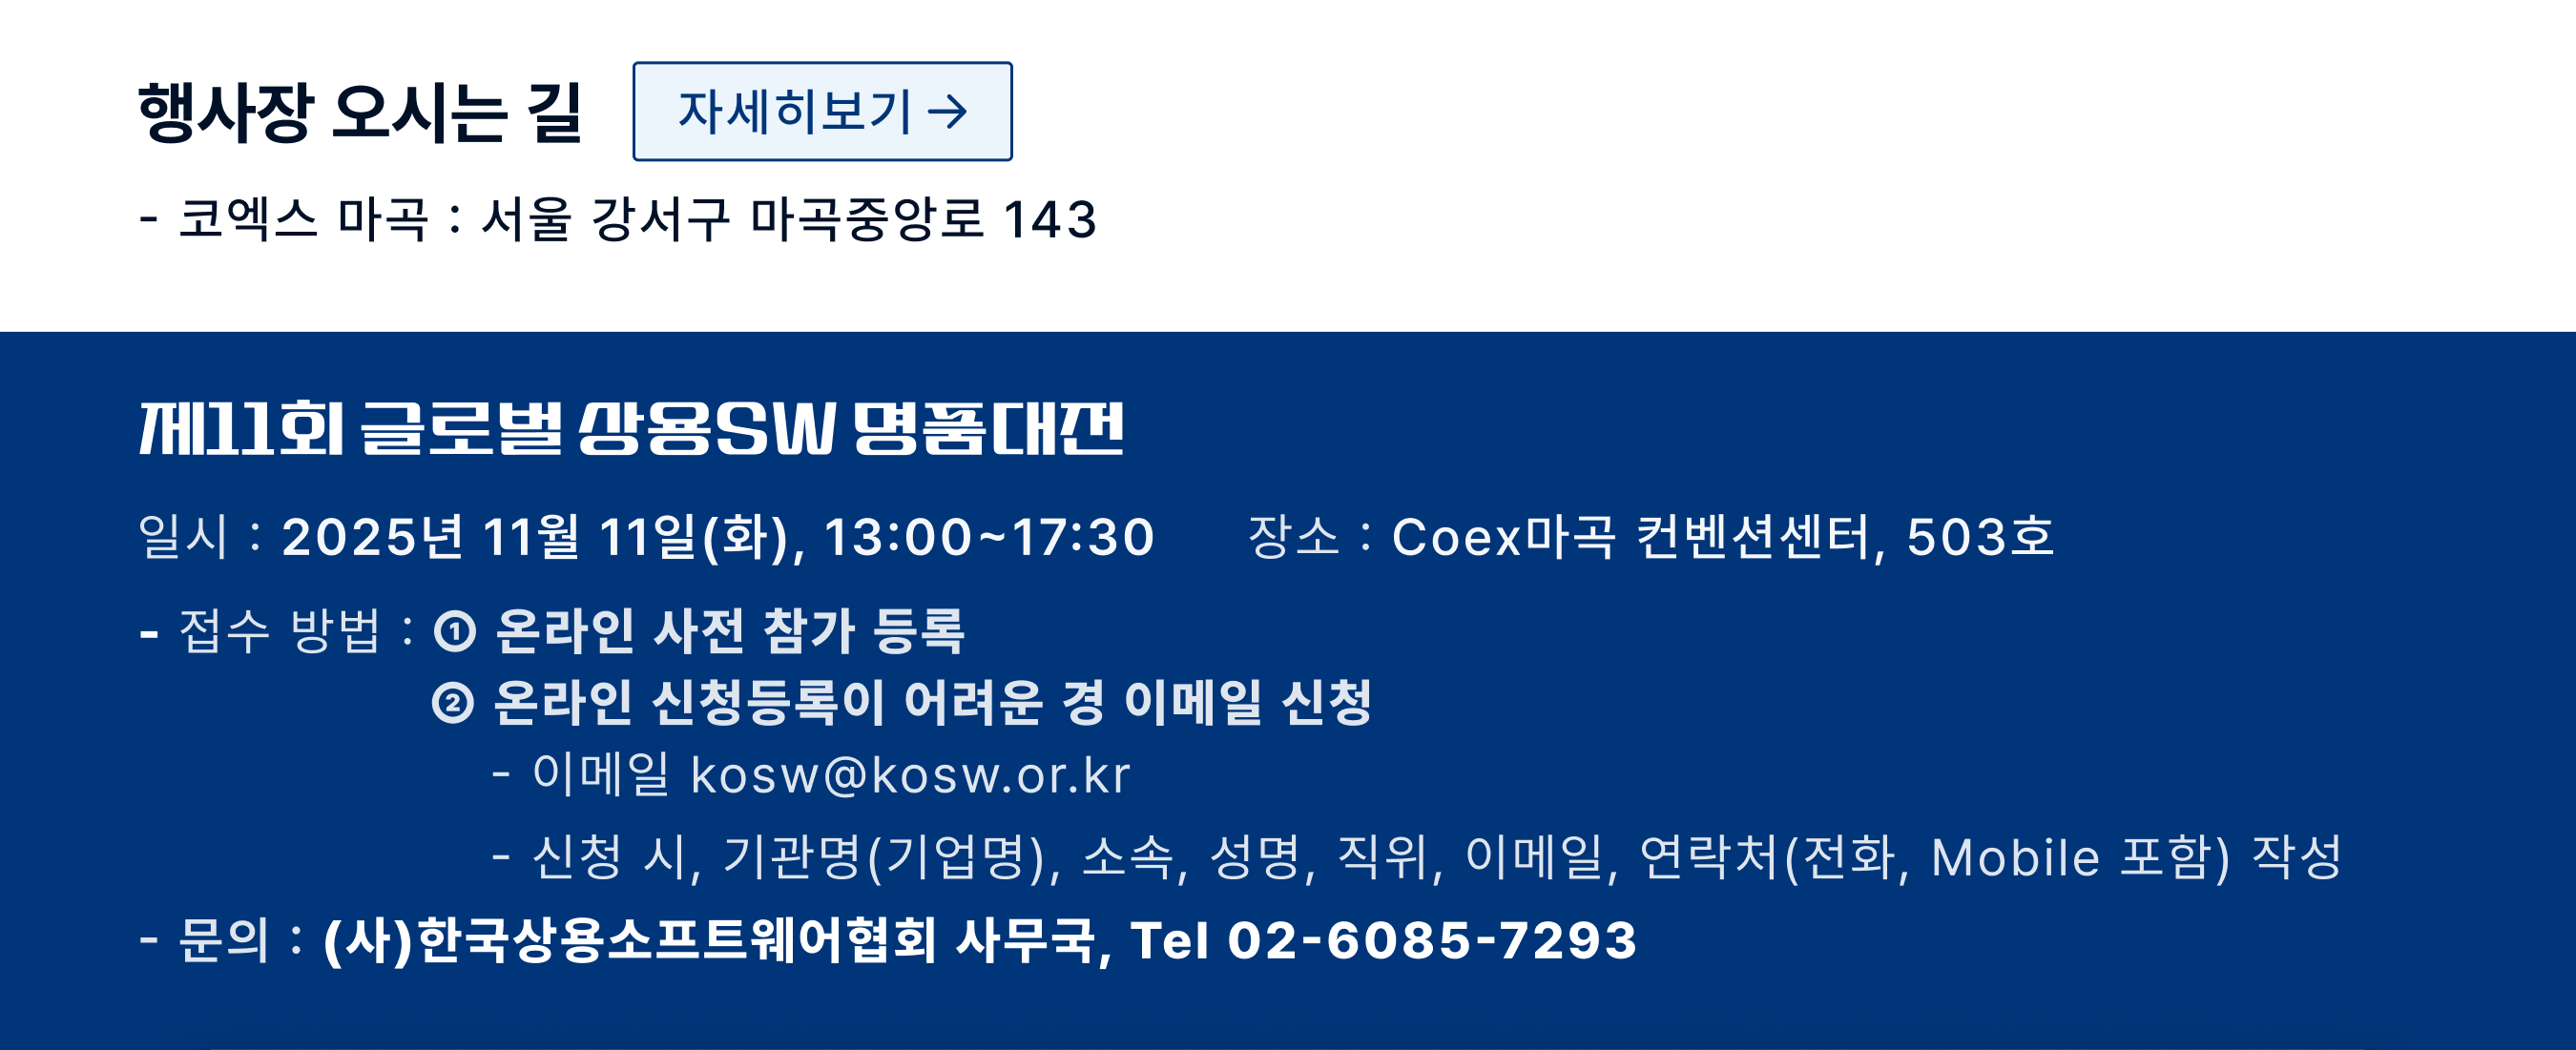 행사장 오시는 길 자세히보기 →
- 코엑스 마곡 : 서울 강서구 마곡중앙로 143
제11회 글로벌 상용SW 명품대전
일시 : 2025년 11월 11일(화), 13:00~17:30 장소 : Coex마곡 컨벤션센터, 503호
- 접수 방법 : ① 온라인 사전 참가 등록
② 온라인 신청등록이 어려운 경 이메일 신청
- 이메일 kosw@kosw.or.kr
- 신청 시, 기관명(기업명), 소속, 성명, 직위, 이메일, 연락처(전화, Mobile 포함) 작성
- 문의 : (사)한국상용소프트웨어협회 사무국, Tel 02-6085-7293